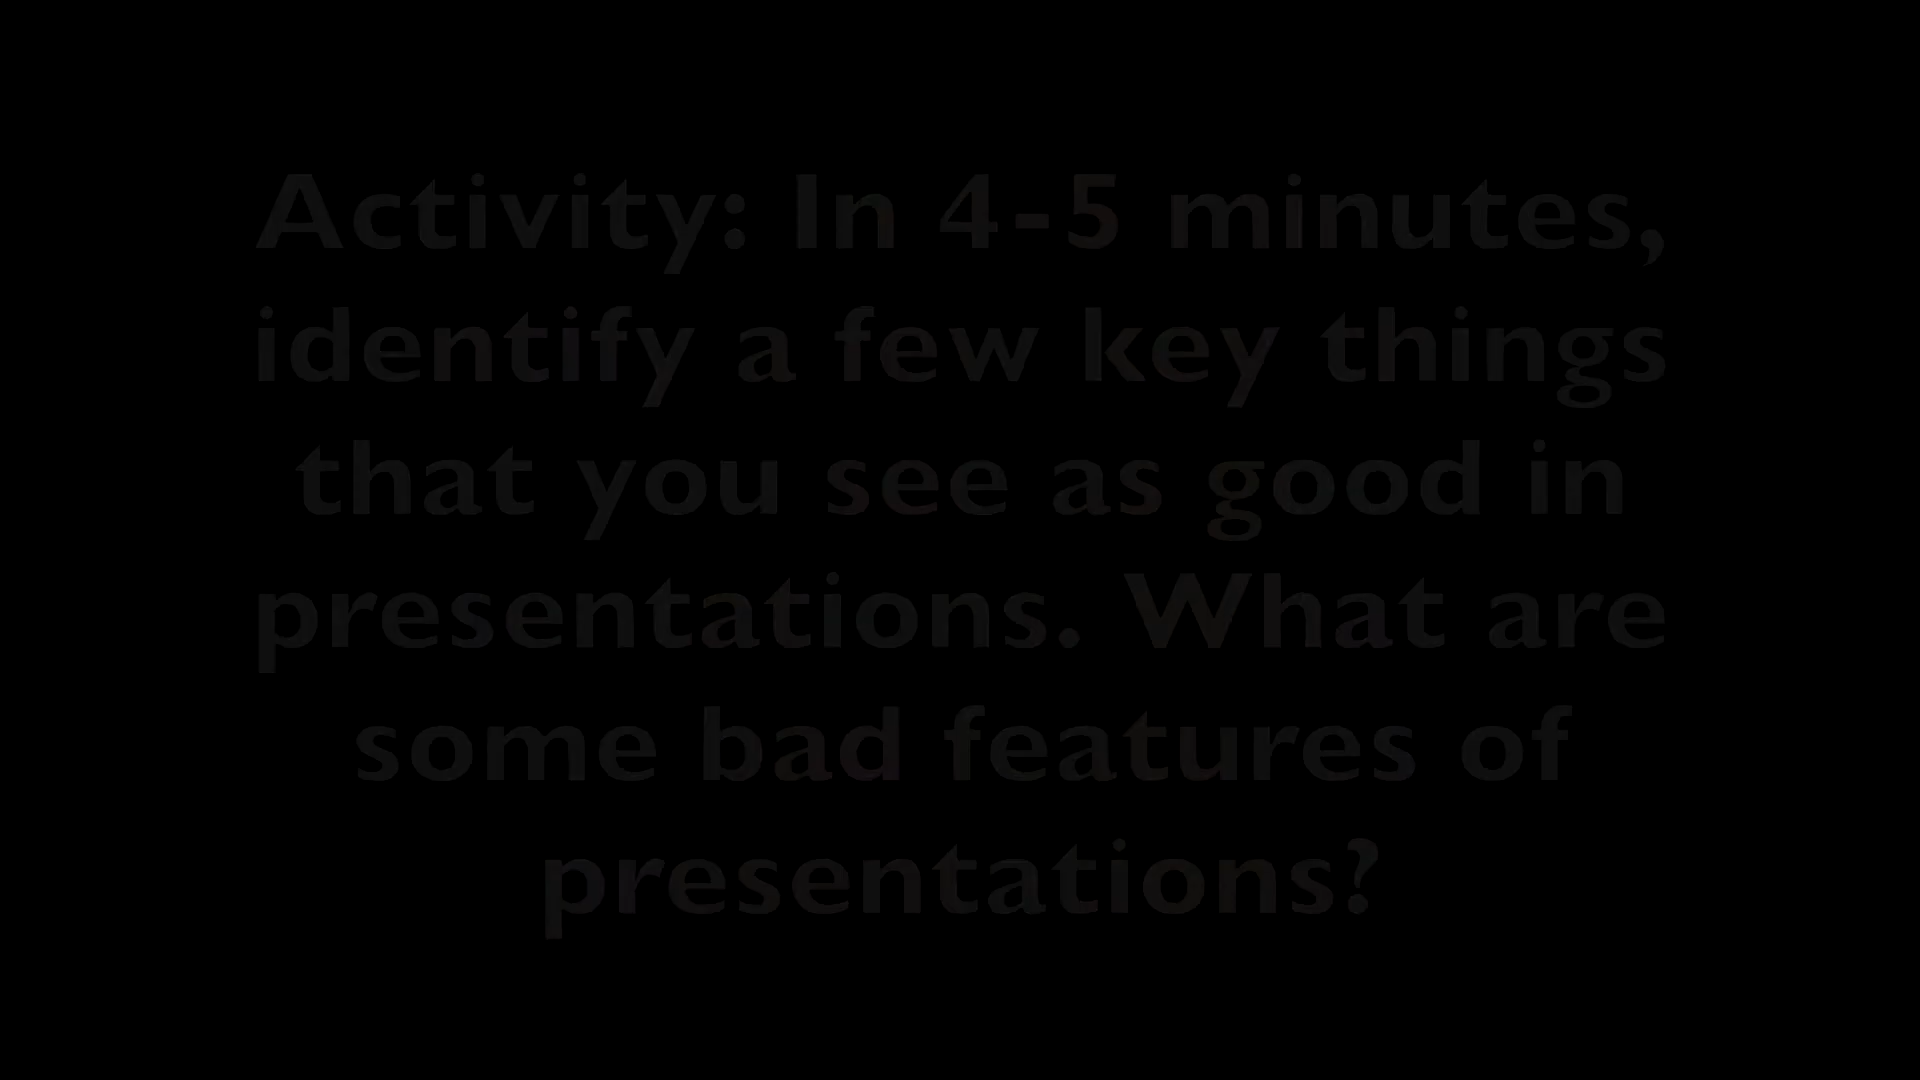 Activity: In 4-5 minutes,
identify a few key things
that you see as good in
presentations. What are
some bad features of
presentations?